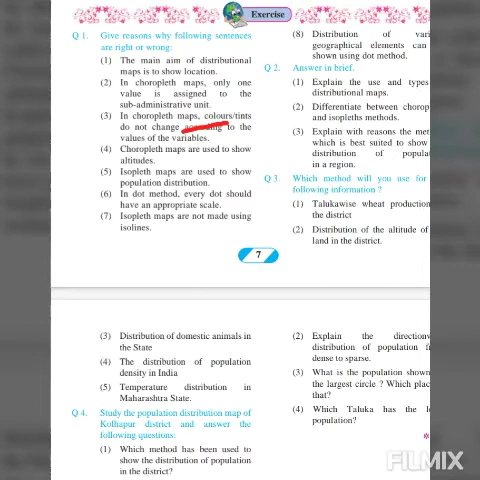 Exercise
Q 1. Give reasons why following sentences
are right or wrong:
(1) The main aim of distributional
maps is to show location.
(2) In choropleth maps, only one
value is assigned to the
sub-administrative unit.
(3) In choropleth maps, colours/tints
do not change according to the
values of the variables.
(4) Choropleth maps are used to show
altitudes.
(5) Isopleth maps are used to show
population distribution.
(6) In dot method, every dot should
have an appropriate scale.
(7) Isopleth maps are not made using
isolines.
(8) Distribution of vari
geographical elements can
shown using dot method.
Q 2. Answer in brief.
(1) Explain the use and types
distributional maps.
(2) Differentiate between chorop
and isopleths methods.
(3) Explain with reasons the met
which is best suited to show
distribution of popula
in a region.
Q 3. Which method will you use for
following information ?
(1) Talukawise wheat production
the district
(2) Distribution of the altitude of
land in the district.
7
(3) Distribution of domestic animals in
the State
(4) The distribution of population
density in India
(5) Temperature distribution in
Maharashtra State.
Q 4. Study the population distribution map of
Kolhapur district and answer the
following questions:
(1) Which method has been used to
show the distribution of population
in the district?
(2) Explain the direction
distribution of population f
dense to sparse.
(3) What is the population shown
the largest circle ? Which plac
that?
(4) Which Taluka has the l
population?
FILMIX